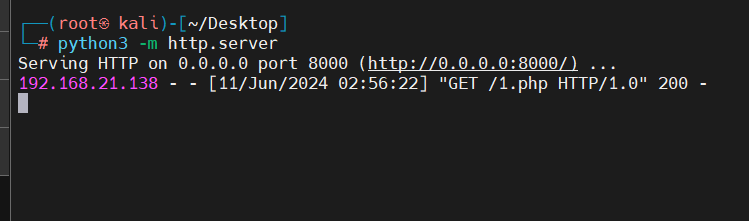 ┌──(root㉿ kali)-[~/Desktop]
└─# python3 -m http.server
Serving HTTP on 0.0.0.0 port 8000 (http://0.0.0.0:8000/) ...
192.168.21.138 - - [11/Jun/2024 02:56:22] "GET /1.php HTTP/1.0" 200 -